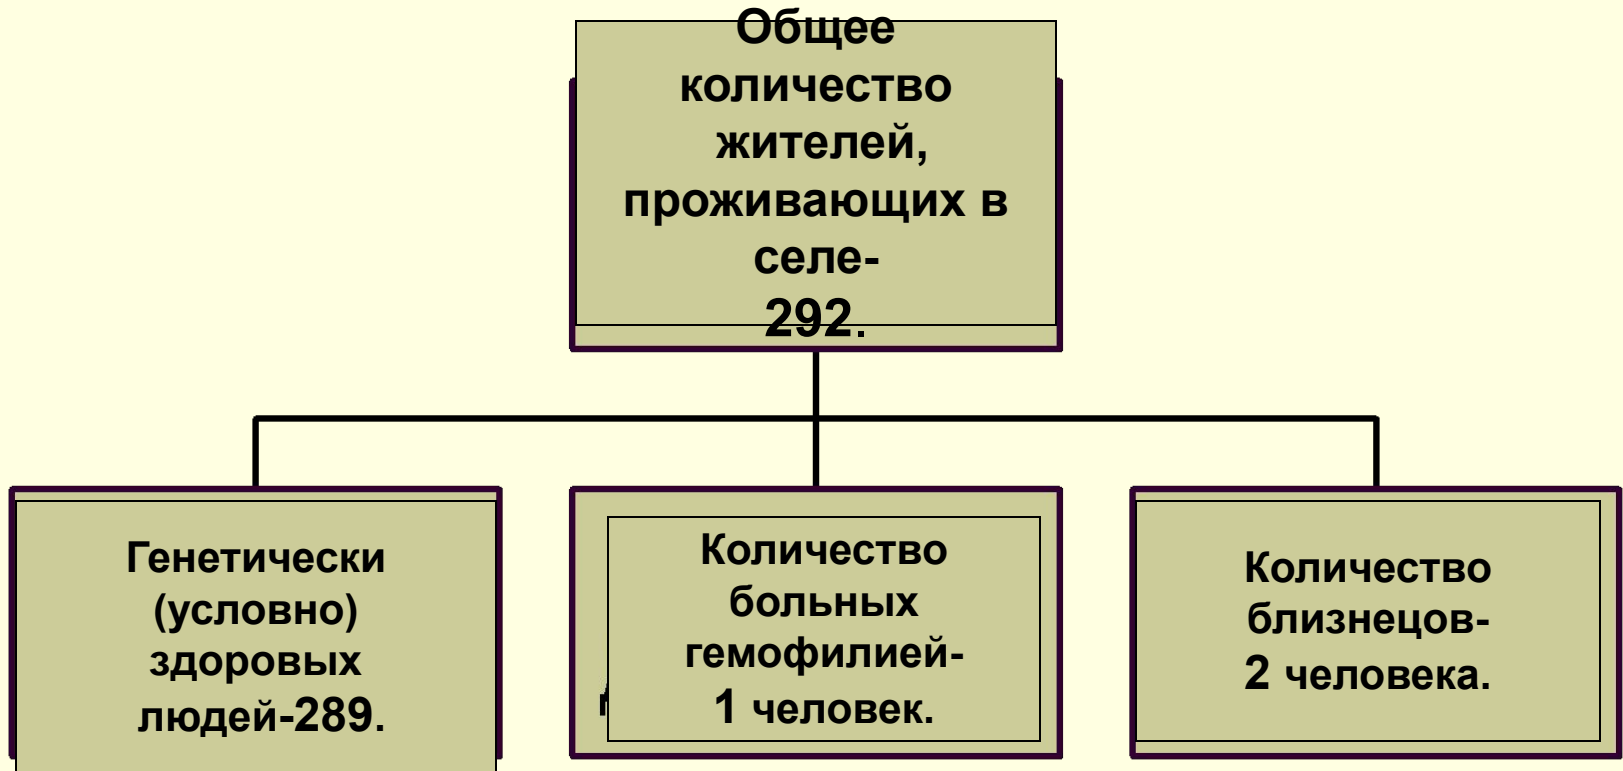 Общее
количество
жителей,
проживающих в
селе-
292.
Генетически
(условно)
здоровых
людей-289.
Количество
больных
гемофилией-
1 человек.
Количество
близнецов-
2 человека.